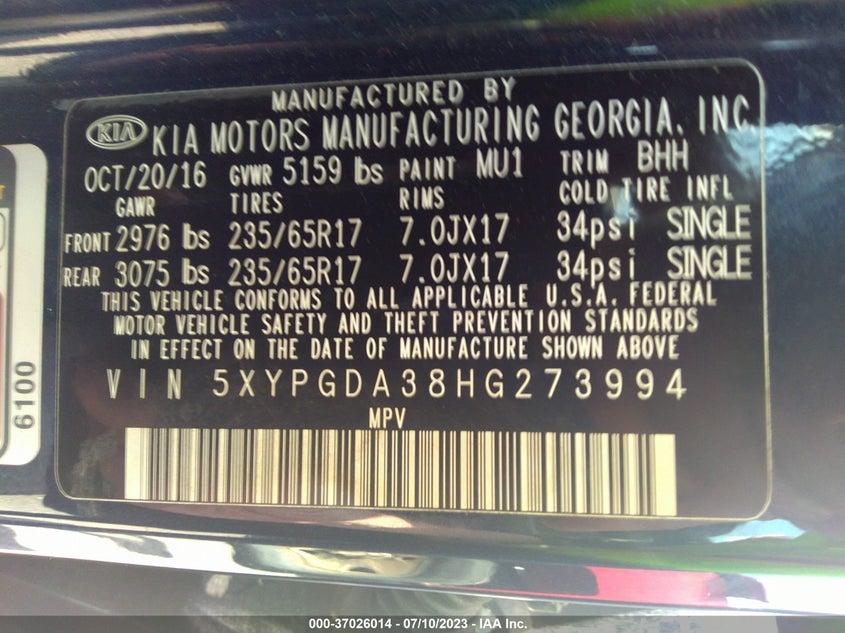 MANUFACTURED BY
KIA KIA MOTORS MANUFACTURING GEORGIA, INC.
OCT/20/16 GVWR 5159 lbs PAINT MU1 TRIM BHH
GAWR TIRES RIMS COLD TIRE INFL
FRONT 2976 lbs 235/65R17 7.0JX17 34psi SINGLE
REAR 3075 lbs 235/65R17 7.0JX17 34psi SINGLE
THIS VEHICLE CONFORMS TO ALL APPLICABLE U.S.A. FEDERAL
MOTOR VEHICLE SAFETY AND THEFT PREVENTION STANDARDS
IN EFFECT ON THE DATE OF MANUFACTURE SHOWN ABOVE
VIN 5XYPGDA38HG273994
MPV
6100
000-37026014 - 07/10/2023 - IAA Inc.